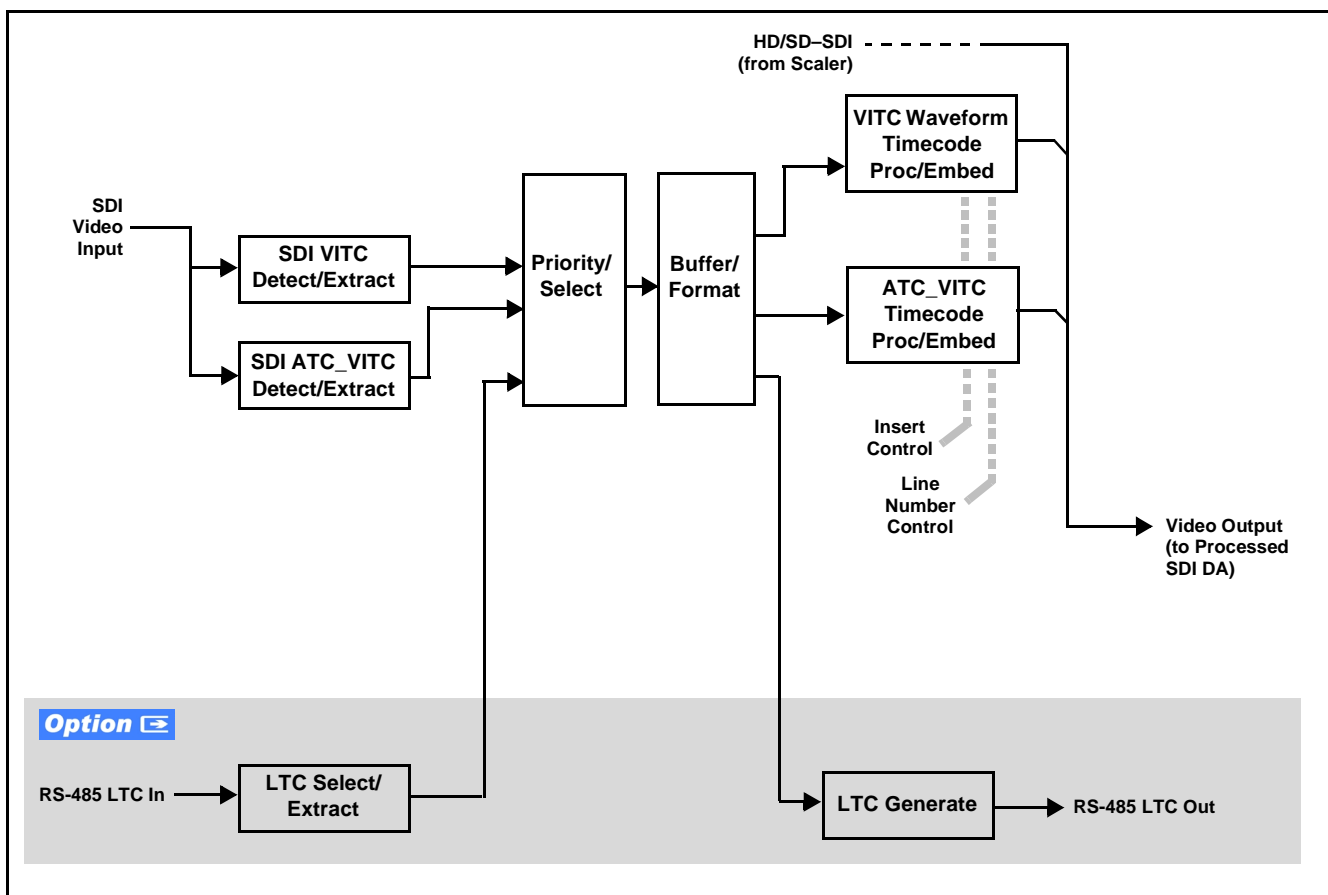 HD/SD–SDI
(from Scaler)
VITC Waveform
Timecode
Proc/Embed
SDI
Video
Input
SDI VITC
Detect/Extract
Priority/
Select
Buffer/
Format
ATC_VITC
Timecode
Proc/Embed
SDI ATC_VITC
Detect/Extract
Insert
Control
Line
Number
Control
Video Output
(to Processed
SDI DA)
Option
RS-485 LTC In
LTC Select/
Extract
LTC Generate
RS-485 LTC Out